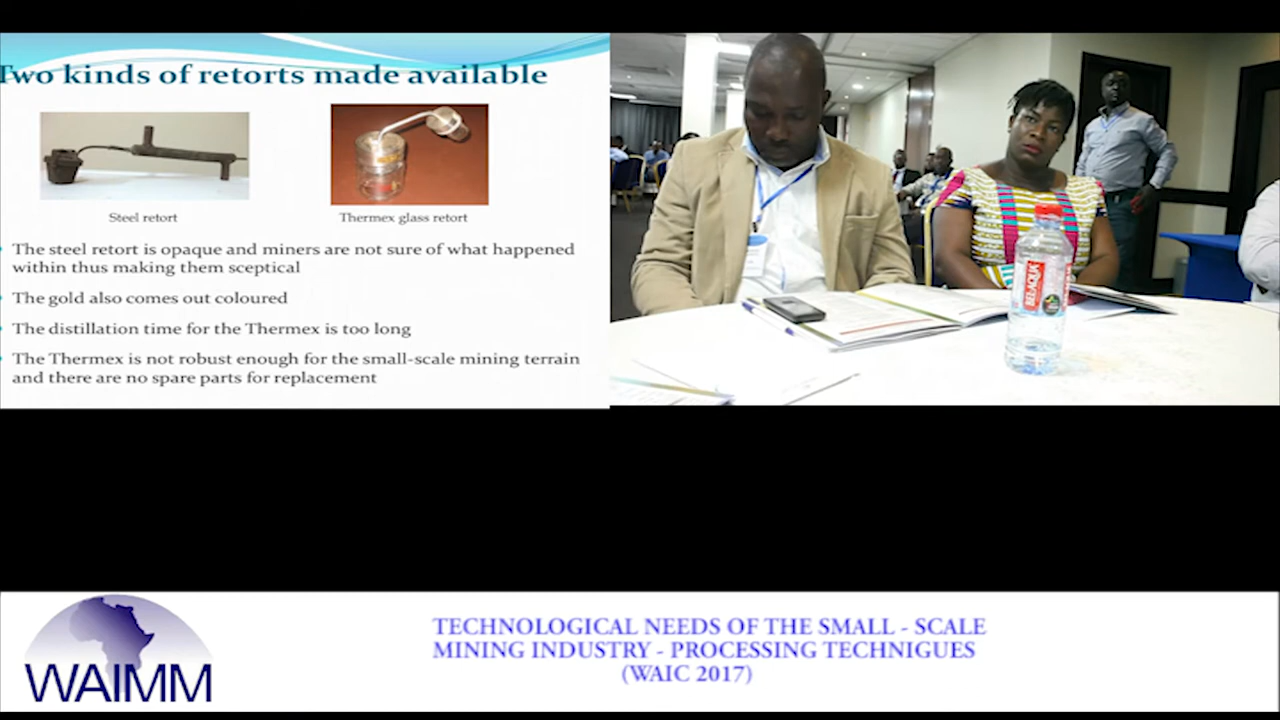 Two kinds of retorts made available
Steel retort
Thermex glass retort
The steel retort is opaque and miners are not sure of what happened
within thus making them sceptical
The gold also comes out coloured
The distillation time for the Thermex is too long
The Thermex is not robust enough for the small-scale mining terrain
and there are no spare parts for replacement
BELAQUA
WAIMM
TECHNOLOGICAL NEEDS OF THE SMALL - SCALE
MINING INDUSTRY - PROCESSING TECHNIGUES
(WAIC 2017)